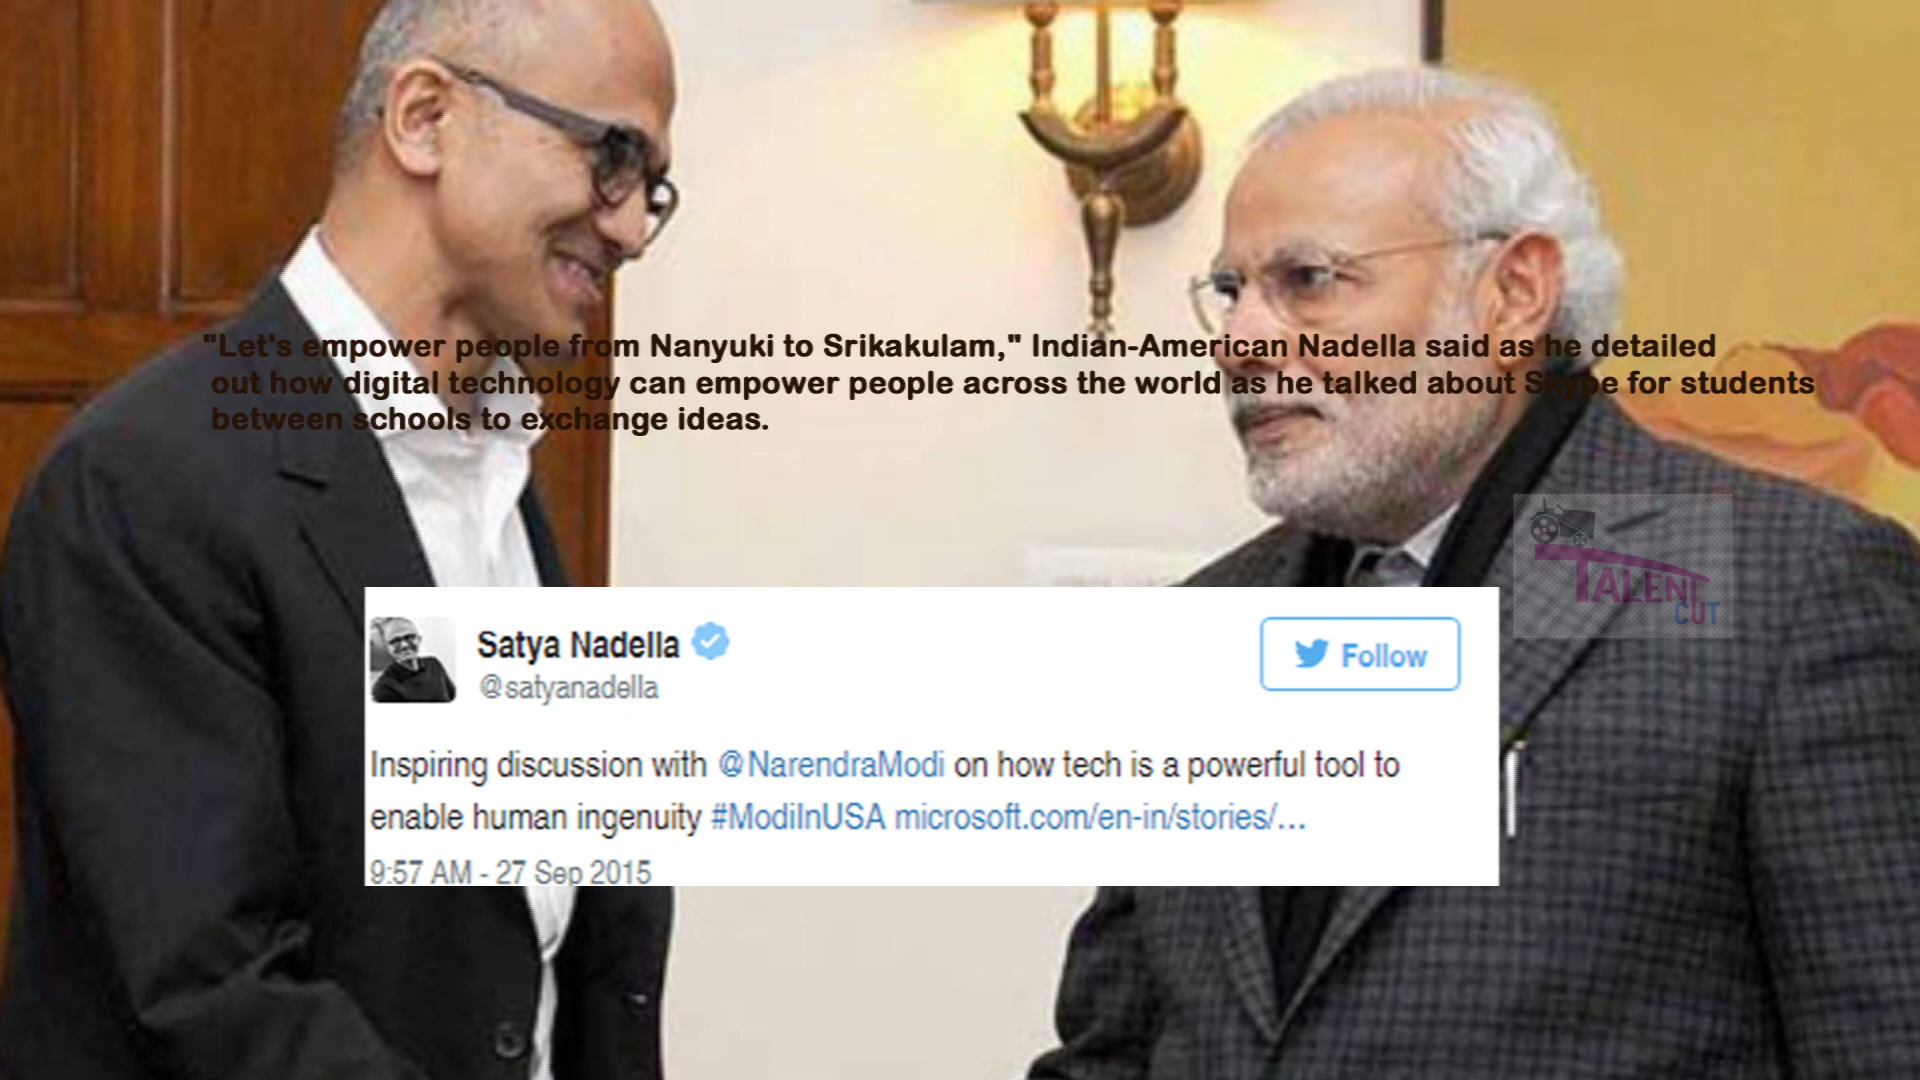 "Let's empower people from Nanyuki to Srikakulam," Indian-American Nadella said as he detailed
out how digital technology can empower people across the world as he talked about Skype for students
between schools to exchange ideas.
TALENT
CUT
Satya Nadella
@satyanadella
Follow
Inspiring discussion with @NarendraModi on how tech is a powerful tool to
enable human ingenuity #ModiInUSA microsoft.com/en-in/stories/...
9:57 AM - 27 Sep 2015